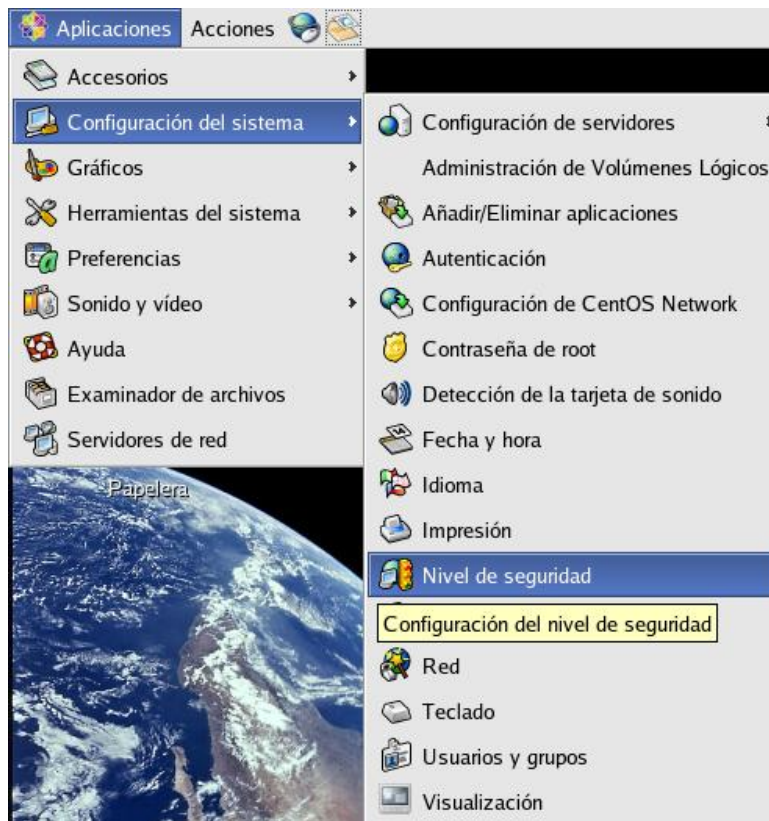 Aplicaciones Acciones
Accesorios
Configuración del sistema
Gráficos
Herramientas del sistema
Preferencias
Sonido y vídeo
Ayuda
Examinador de archivos
Servidores de red
Papelera
Configuración de servidores
Administración de Volúmenes Lógicos
Añadir/Eliminar aplicaciones
Autenticación
Configuración de CentOS Network
Contraseña de root
Detección de la tarjeta de sonido
Fecha y hora
Idioma
Impresión
Nivel de seguridad
Configuración del nivel de seguridad
Red
Teclado
Usuarios y grupos
Visualización